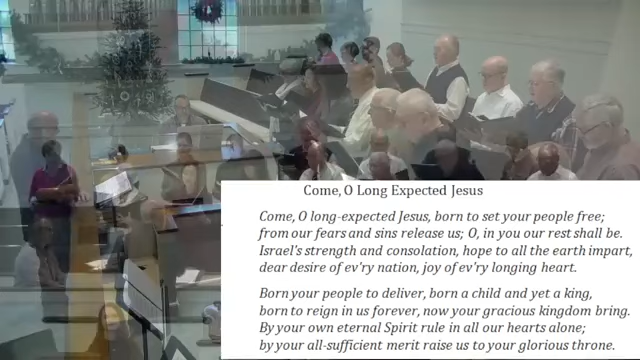 Come, O Long Expected Jesus
Come, O long-expected Jesus, born to set your people free;
from our fears and sins release us; O, in you our rest shall be.
Israel's strength and consolation, hope to all the earth impart,
dear desire of ev'ry nation, joy of ev'ry longing heart.
Born your people to deliver, born a child and yet a king,
born to reign in us forever, now your gracious kingdom bring.
By your own eternal Spirit rule in all our hearts alone;
by your all-sufficient merit raise us to your glorious throne.